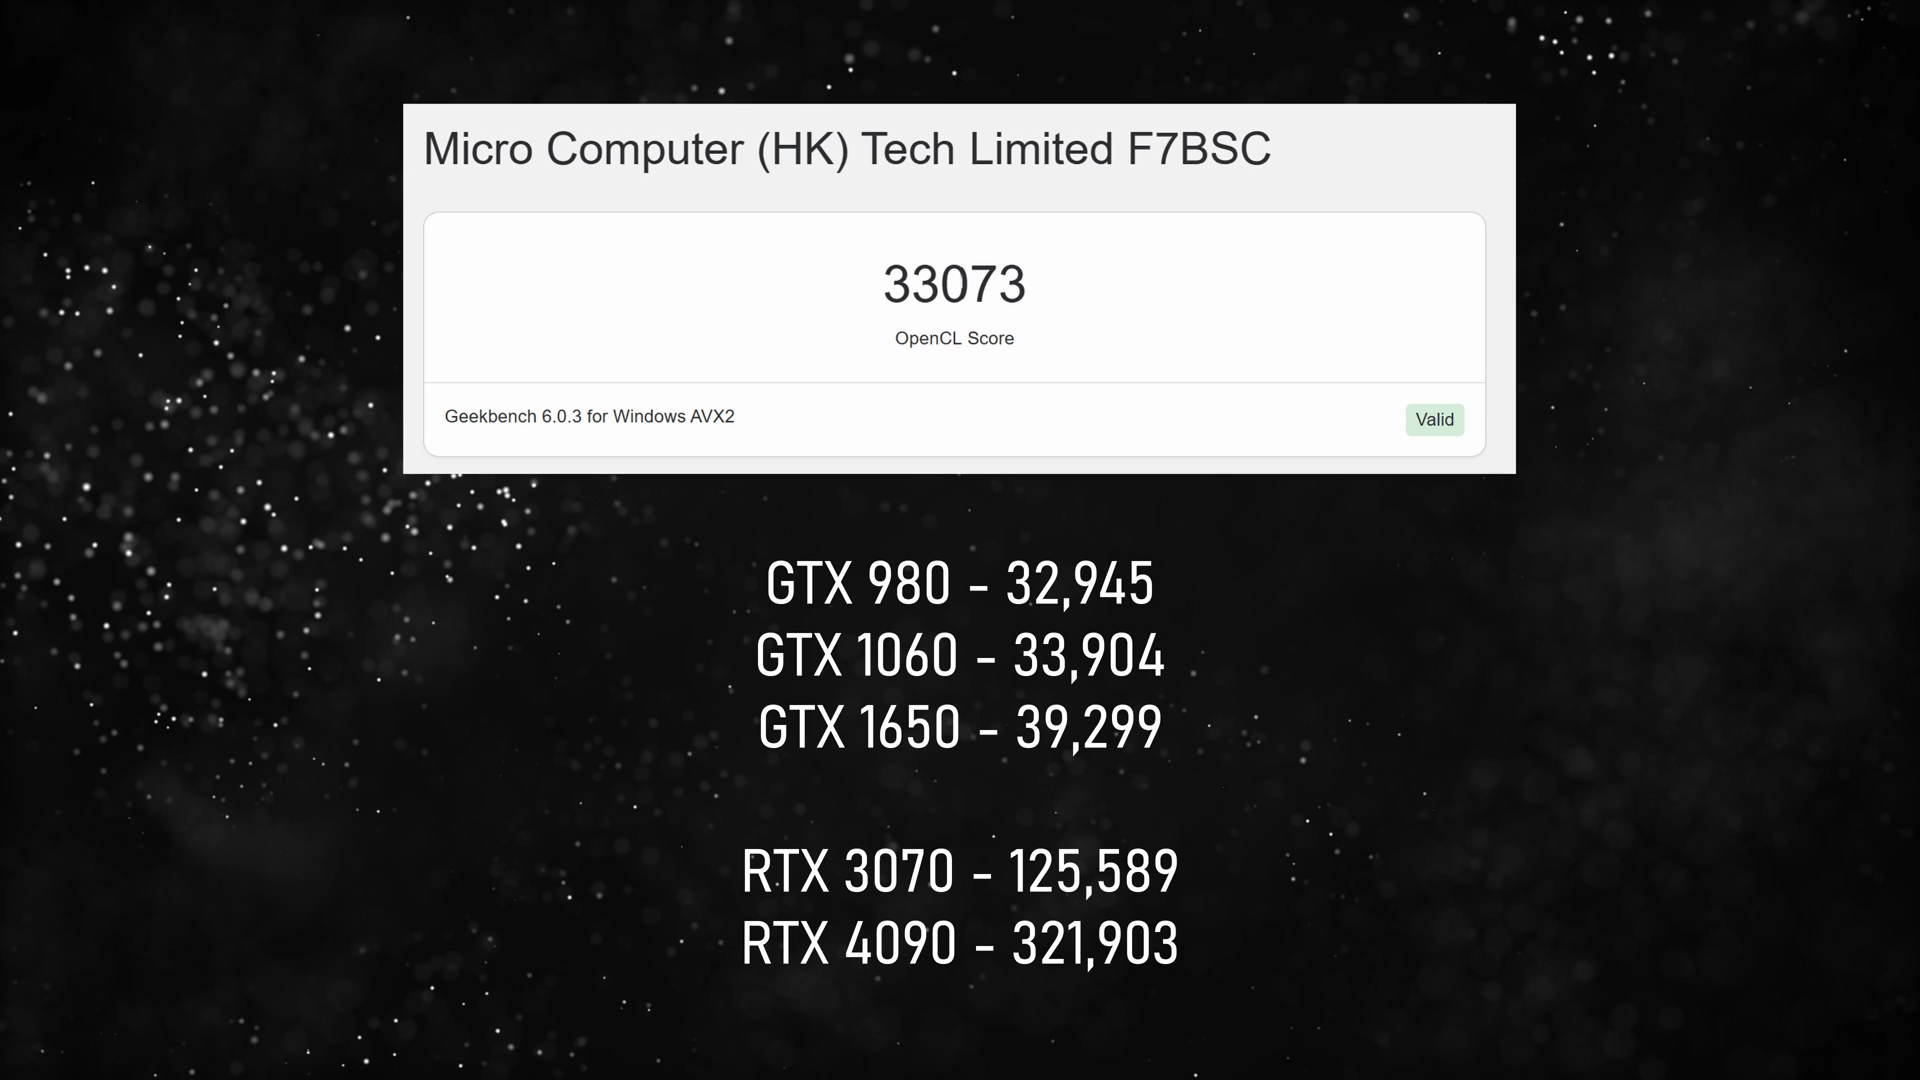 Micro Computer (HK) Tech Limited F7BSC
33073
OpenCL Score
Geekbench 6.0.3 for Windows AVX2
Valid
GTX 980 - 32,945
GTX 1060 - 33,904
GTX 1650 - 39,299
RTX 3070 - 125,589
RTX 4090 - 321,903